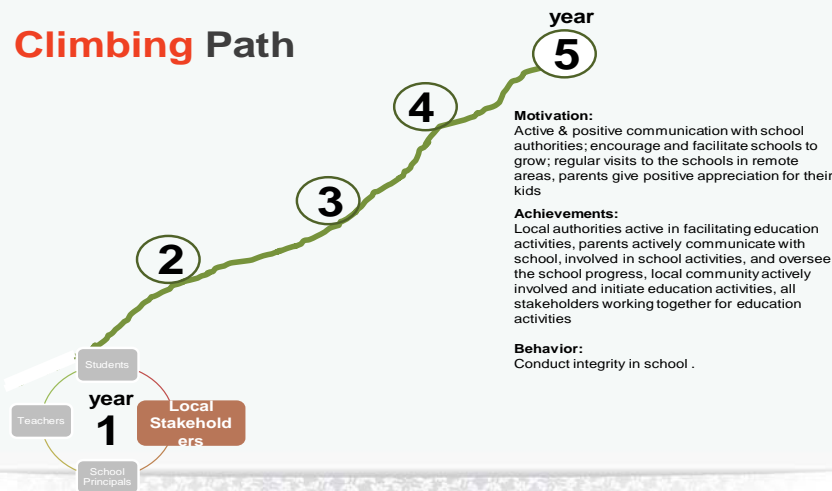 Climbing Path
year
5
4
3
2
Motivation:
Active & positive communication with school
authorities; encourage and facilitate schools to
grow; regular visits to the schools in remote
areas, parents give positive appreciation for their
kids
Achievements:
Local authorities active in facilitating education
activities, parents actively communicate with
school, involved in school activities, and oversee
the school progress, local community actively
involved and initiate education activities, all
stakeholders working together for education
activities
Behavior:
Conduct integrity in school .
Students
year
1
Teachers
Local
Stakehold
ers
School
Principals